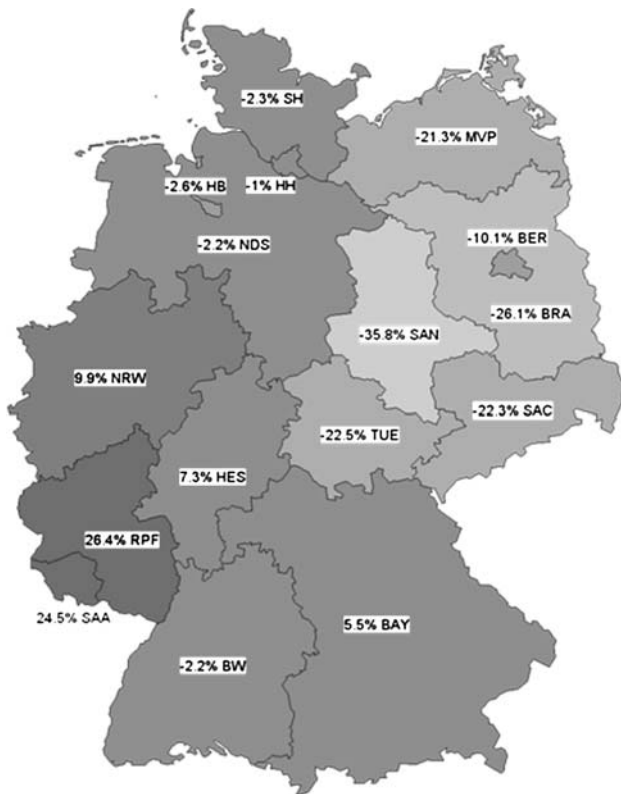 -2.3% SH
-21.3% MVP
-2.6% HB
-1% HH
-10.1% BER
-2.2% NDS
-26.1% BRA
-35.8% SAN
9.9% NRW
-22.3% SAC
-22.5% TUE
7.3% HES
26.4% RPF
24.5% SAA
5.5% BAY
-2.2% BW